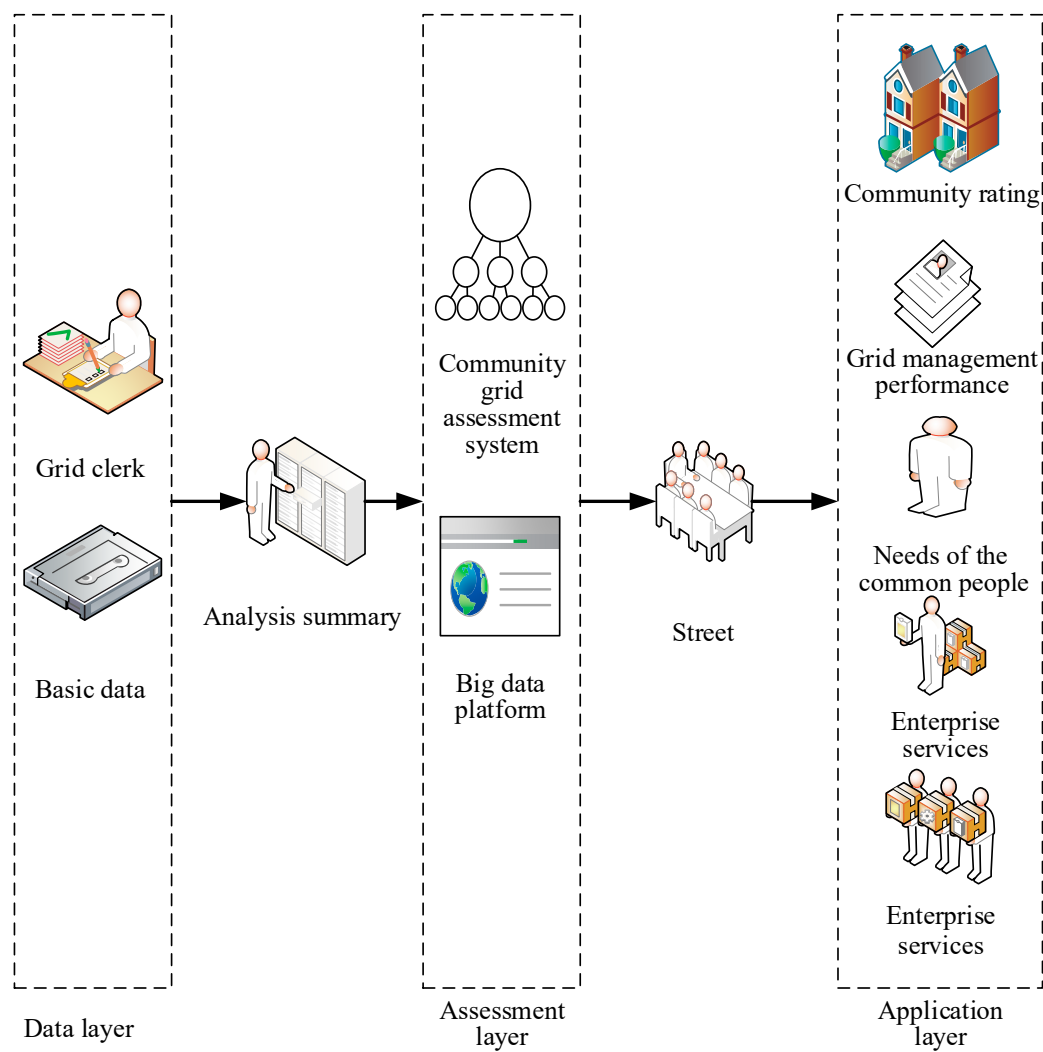 Grid clerk
Basic data
Data layer
Analysis summary
Community
grid
assessment
system
Big data
platform
Assessment
layer
Street
Community rating
Grid management
performance
Needs of the
common people
Enterprise
services
Enterprise
services
Application
layer